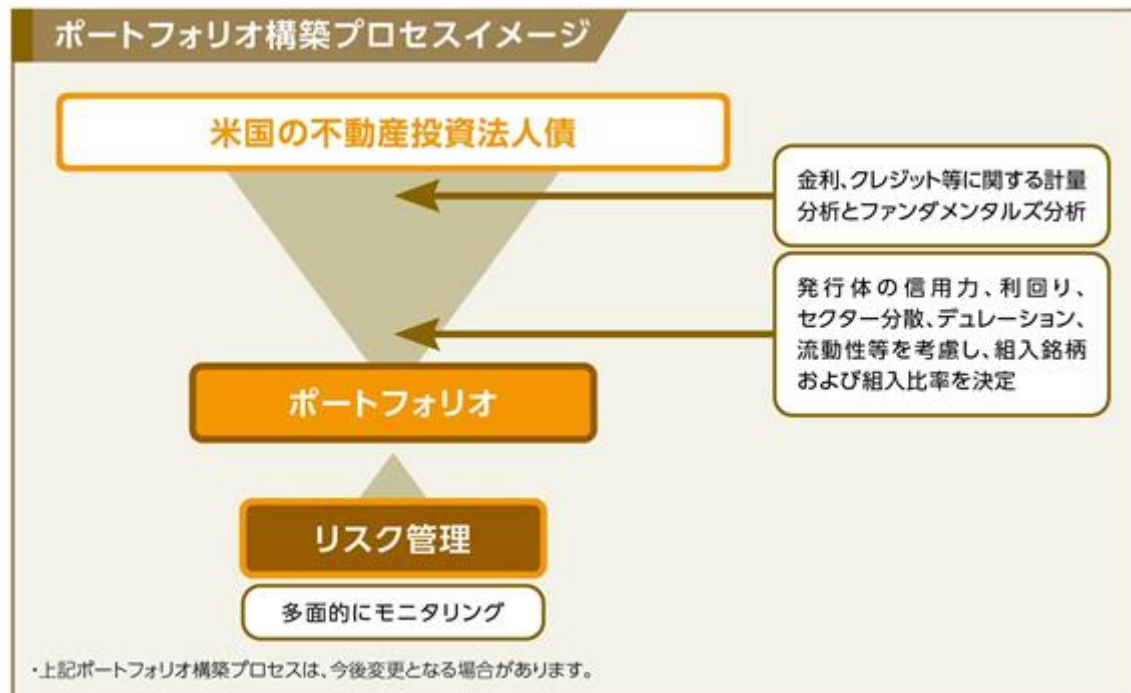 ポートフォリオ構築プロセスイメージ
米国の不動産投資法人債
金利、クレジット等に関する計量
分析とファンダメンタルズ分析
発行体の信用力、利回り、
セクター分散、デュレーション、
流動性等を考慮し、組入銘柄
および組入比率を決定
ポートフォリオ
リスク管理
多面的にモニタリング
・上記ポートフォリオ構築プロセスは、今後変更となる場合があります。